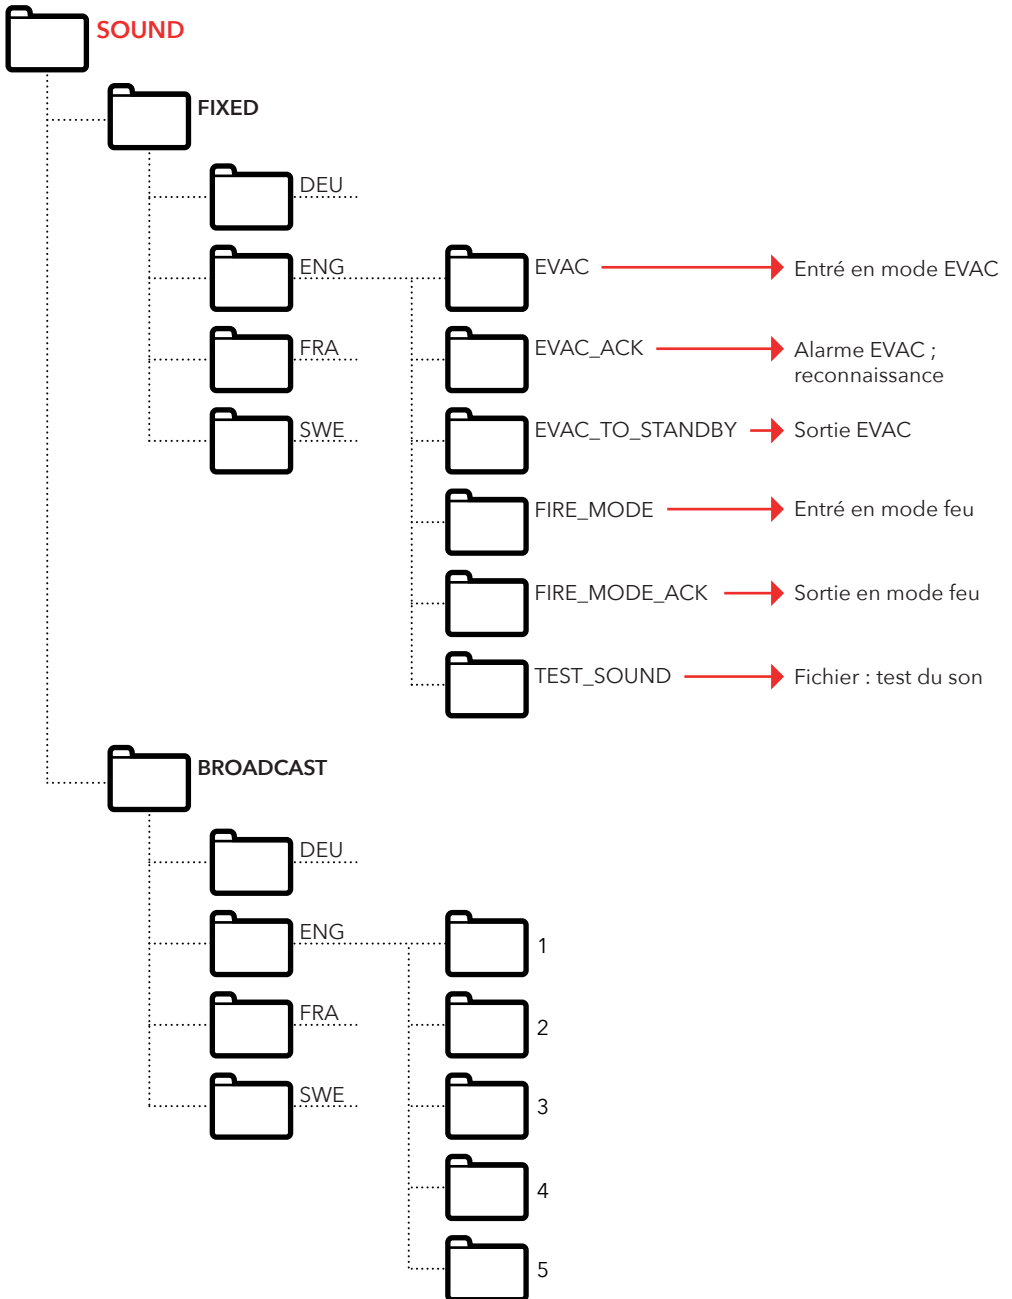 SOUND
FIXED
DEU
ENG
EVAC
Entré en mode EVAC
FRA
EVAC_ACK
Alarme EVAC ;
reconnaissance
SWE
EVAC_TO_STANDBY
Sortie EVAC
FIRE_MODE
Entré en mode feu
FIRE_MODE_ACK
Sortie en mode feu
TEST_SOUND
Fichier : test du son
BROADCAST
DEU
ENG
1
FRA
2
SWE
3
4
5